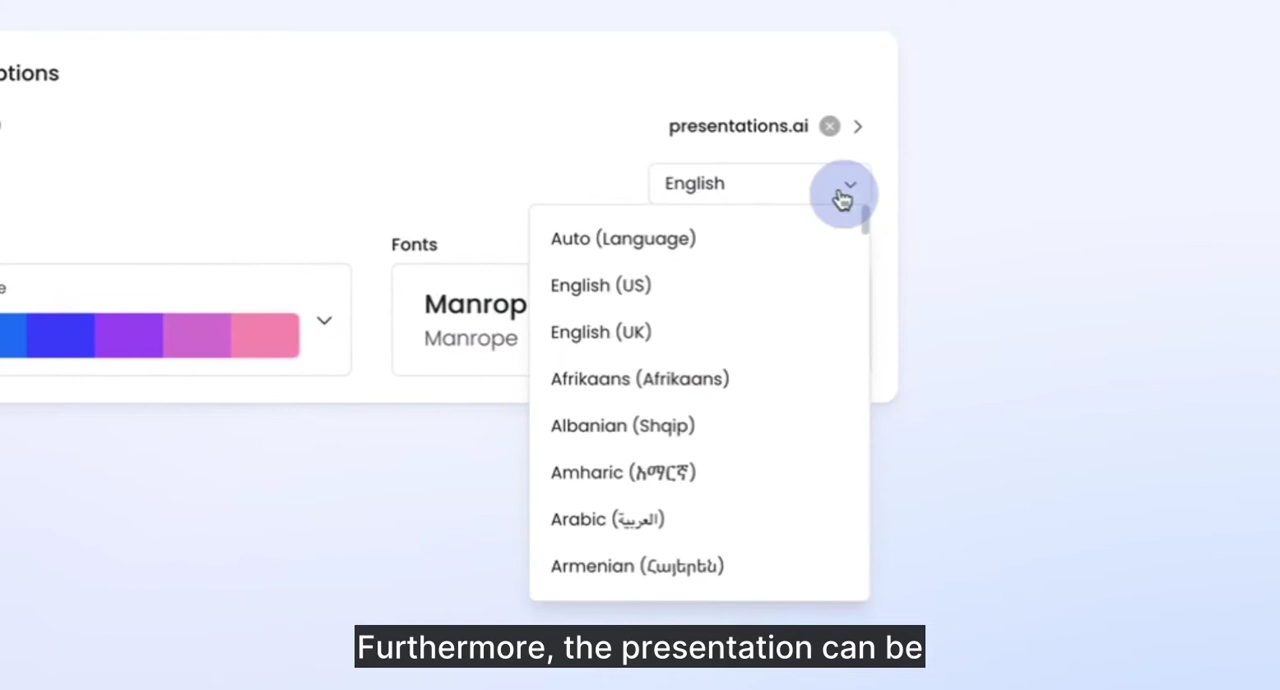 ptions
presentations.ai
English
Fonts
e
Manrop
Manrope
Auto (Language)
English (US)
English (UK)
Afrikaans (Afrikaans)
Albanian (Shqip)
Amharic (አማርኛ)
Arabic (العربية)
Armenian (Հայերեն)
Furthermore, the presentation can be